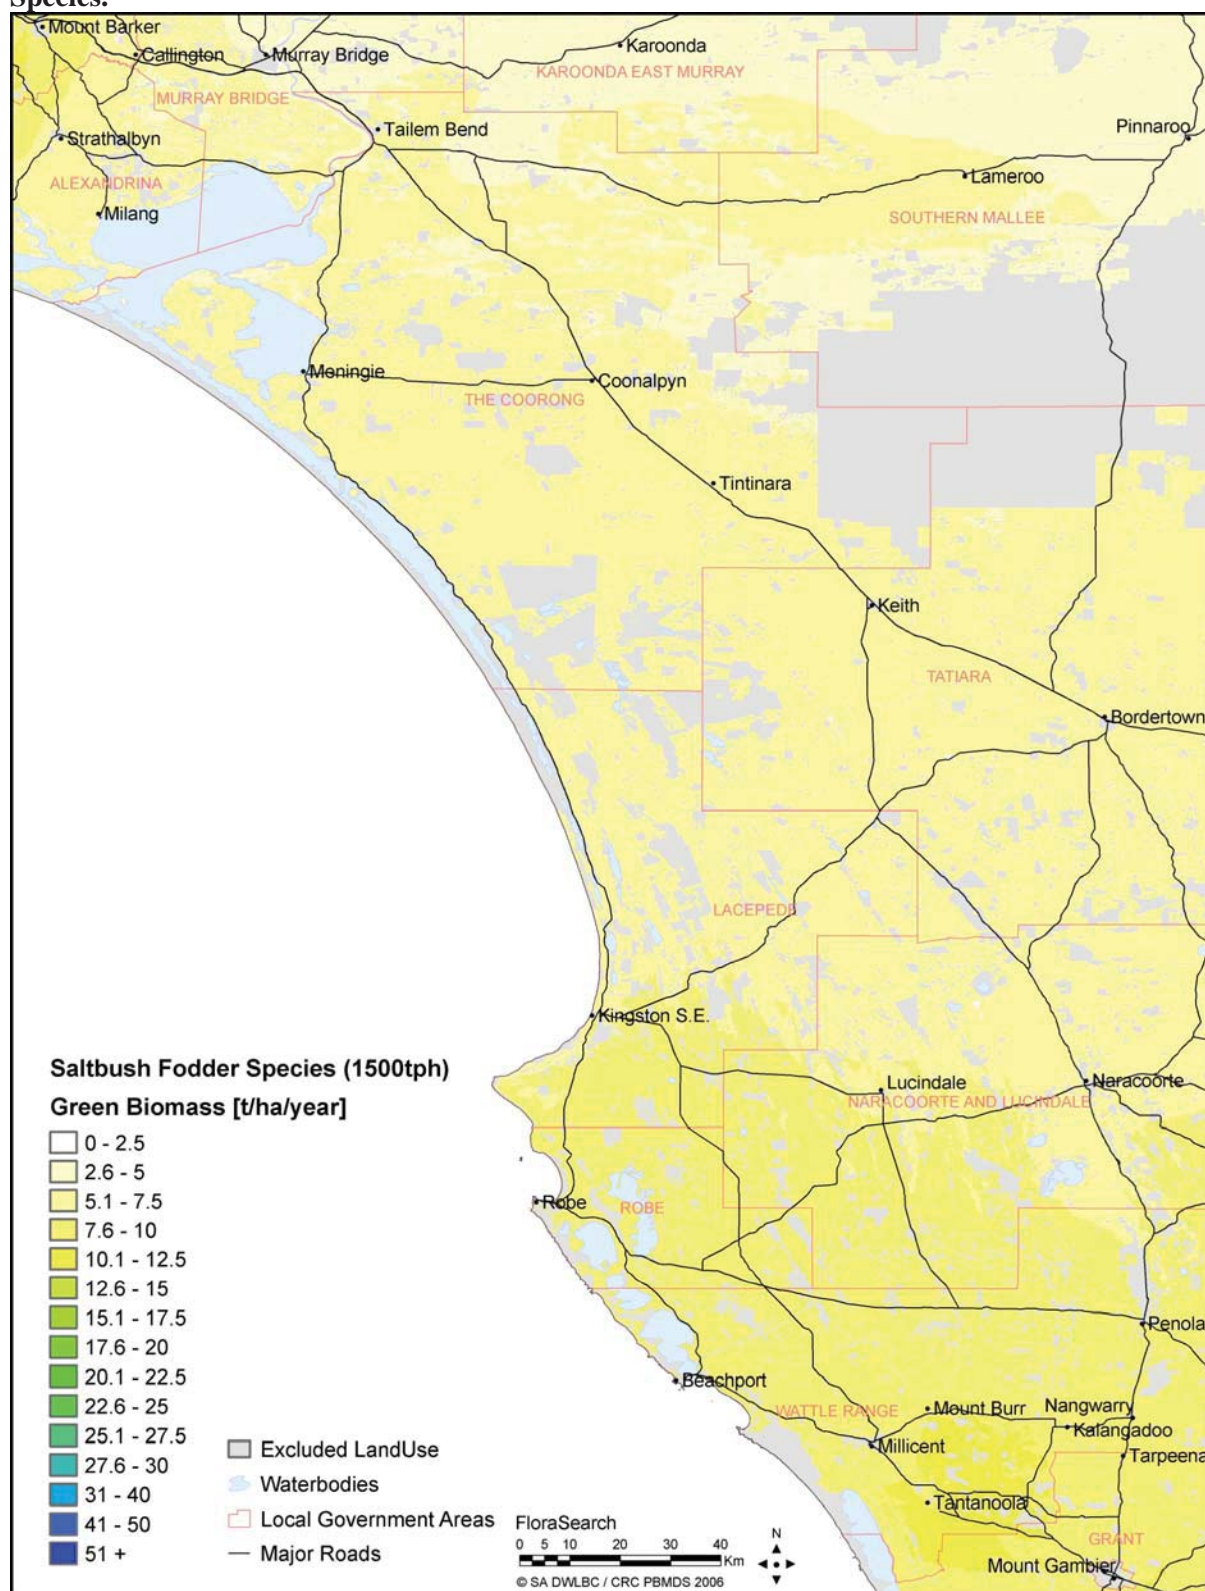 Species.
Mount Barker
Callington
Murray Bridge
Karoonda
KAROONDA EAST MURRAY
MURRAY BRIDGE
Tailem Bend
Pinnaroo
Strathalbyn
Lameroo
ALEXANDRINA
Milang
SOUTHERN MALLEE
Meningie
Coonalpyn
THE COORONG
Tintinara
Keith
TATIARA
Bordertown
LACEPEDE
Kingston S.E.
Lucindale
Naracoorte
NARACOORTE AND LUCINDALE
Robe
ROBE
Penola
Beachport
WATTLE RANGE
Mount Burr
Nangwarry
Kalangadoo
Millicent
Tarpeena
Tantanoola
GRANT
Mount Gambier
Saltbush Fodder Species (1500tph)
Green Biomass [t/ha/year]
0 - 2.5
2.6 - 5
5.1 - 7.5
7.6 - 10
10.1 - 12.5
12.6 - 15
15.1 - 17.5
17.6 - 20
20.1 - 22.5
22.6 - 25
25.1 - 27.5
27.6 - 30
31 - 40
41 - 50
51 +
Excluded LandUse
Waterbodies
Local Government Areas
Major Roads
FloraSearch
0 5 10 20 30 40
Km
N
© SA DWLBC / CRC PBMDS 2006